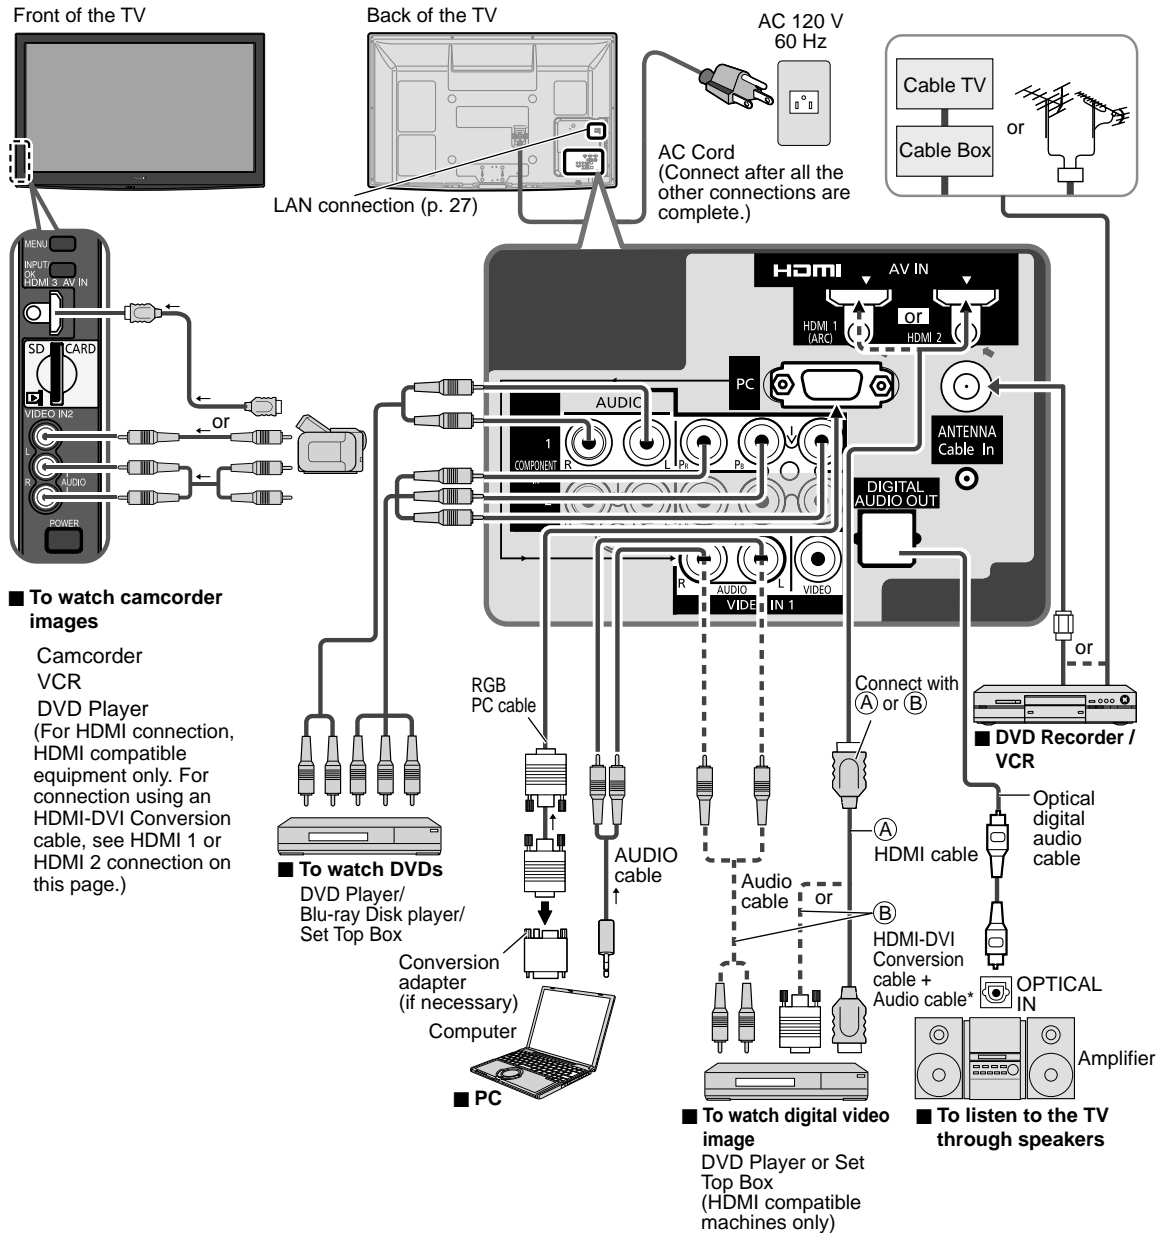 Front of the TV
Back of the TV
AC 120 V
60 Hz
Cable TV
Cable Box
or
AC Cord
(Connect after all the
other connections are
complete.)
LAN connection (p. 27)
MENU
INPUT/
OK
HDMI 3 AV IN
SD CARD
VIDEO IN2
L
R AUDIO
POWER
or
HDMI AV IN
HDMI 1
(ARC)
or
HDMI 2
PC
AUDIO
1
COMPONENT
R
L
PR
PB
ANTENNA
Cable In
DIGITAL
AUDIO OUT
R
AUDIO
L
VIDEO
VIDEO IN 1
■ To watch camcorder
images
Camcorder
VCR
DVD Player
(For HDMI connection,
HDMI compatible
equipment only. For
connection using an
HDMI-DVI Conversion
cable, see HDMI 1 or
HDMI 2 connection on
this page.)
RGB
PC cable
Connect with
Ⓐ or Ⓑ
or
■ DVD Recorder /
VCR
Optical
digital
audio
cable
Ⓐ
HDMI cable
■ To watch DVDs
DVD Player/
Blu-ray Disk player/
Set Top Box
AUDIO
cable
Audio
cable
or
Ⓑ
HDMI-DVI
Conversion
cable +
Audio cable*
Conversion
adapter
(if necessary)
Computer
■ PC
OPTICAL
IN
Amplifier
■ To watch digital video
image
DVD Player or Set
Top Box
(HDMI compatible
machines only)
■ To listen to the TV
through speakers